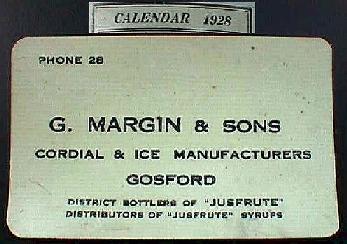 CALENDAR 1928
PHONE 28
G. MARGIN & SONS
CORDIAL & ICE MANUFACTURERS
GOSFORD
DISTRICT BOTTLERS OF "JUSFRUTE"
DISTRIBUTORS OF "JUSFRUTE" SYRUPS